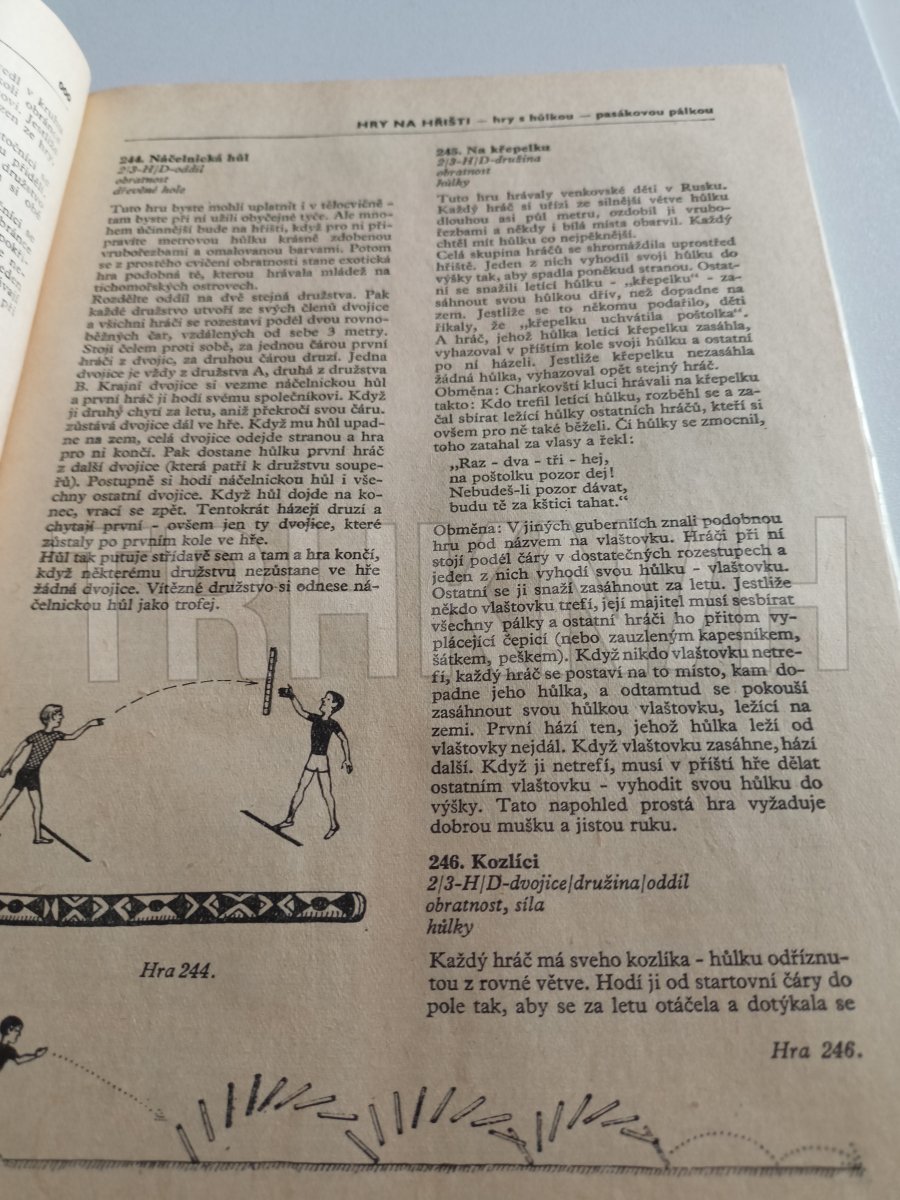 HRY NA HŘIŠTI — hry s hůlkou — pasákovou pálkou
244. Náčelnická hůl
2/3-H/D-oddíl
obratnost
dřevěné hole
Tuto hru byste mohli uplatnit i v tělocvičně -
tam byste při ní užili obyčejné tyče. Ale mno-
hem účinnější bude na hřišti, když pro ni při-
pravíte metrovou hůlku krásně zdobenou
vrubořezbami a omalovanou barvami. Potom
se z prostého cvičení obratnosti stane exotická
hra podobná té, kterou hrávala mládež na
tichomořských ostrovech.
Rozdělte oddíl na dvě stejná družstva. Pak
každé družstvo utvoří ze svých členů dvojice
a všichni hráči se rozestaví podél dvou rovno-
běžných čar, vzdálených od sebe 3 metry.
Stojí čelem proti sobě, za jednou čárou první
hráči z dvojic, za druhou čárou druzí. Jedna
dvojice je vždy z družstva A, druhá z družstva
B. Krajní dvojice si vezme náčelnickou hůl
a první hráč ji hodí svému společníkovi. Když
ji druhý chytí za letu, aniž překročí svou čáru,
zůstává dvojice dál ve hře. Když mu hůl upad-
ne na zem, celá dvojice odejde stranou a hra
pro ni končí. Pak dostane hůlku první hráč
z další dvojice (která patří k družstvu soupe-
řů). Postupně si hodí náčelnickou hůl i vše-
chny ostatní dvojice. Když hůl dojde na ko-
nec, vrací se zpět. Tentokrát házejí druzí a
chytají první - ovšem jen ty dvojice, které
zůstaly po prvním kole ve hře.
Hůl tak putuje střídavě sem a tam a hra končí,
když některému družstvu nezůstane ve hře
žádná dvojice. Vítězné družstvo si odnese ná-
čelnickou hůl jako trofej.
Hra 244.
245. Na křepelku
2/3-H/D-družina
obratnost
hůlky
Tuto hru hrávaly venkovské děti v Rusku.
Každý hráč si uřízl ze silnější větve hůlku
dlouhou asi půl metru, ozdobil ji vrubo-
řezbami a někdy i bílá místa obarvil. Každý
chtěl mít hůlku co nejpěknější.
Celá skupina hráčů se shromáždila uprostřed
hřiště. Jeden z nich vyhodil svoji hůlku do
výšky tak, aby spadla poněkud stranou. Ostat-
ní se snažili letící hůlku - „křepelku“ - za-
sáhnout svou hůlkou dřív, než dopadne na
zem. Jestliže se to někomu podařilo, děti
říkaly, že „křepelku uchvátila poštolka“.
A hráč, jehož hůlka letící křepelku zasáhla,
vyhazoval v příštím kole svoji hůlku a ostatní
po ní házeli. Jestliže křepelku nezasáhla
žádná hůlka, vyhazoval opět stejný hráč.
Obměna: Charkovští kluci hrávali na křepelku
takto: Kdo trefil letící hůlku, rozběhl se a za-
čal sbírat ležící hůlky ostatních hráčů, kteří si
ovšem pro ně také běželi. Čí hůlky se zmocnil,
toho zatahal za vlasy a řekl:
„Raz - dva - tři - hej,
na poštolku pozor dej!
Nebudeš-li pozor dávat,
budu tě za kštici tahat.“
Obměna: V jiných guberniích znali podobnou
hru pod názvem na vlaštovku. Hráči při ní
stojí podél čáry v dostatečných rozestupech a
jeden z nich vyhodí svou hůlku - vlaštovku.
Ostatní se ji snaží zasáhnout za letu. Jestliže
někdo vlaštovku trefí, její majitel musí sesbírat
všechny pálky a ostatní hráči ho přitom vy-
plácející čepicí (nebo zauzleným kapesníkem,
šátkem, peškem). Když nikdo vlaštovku netre-
fí, každý hráč se postaví na to místo, kam do-
padne jeho hůlka, a odtamtud se pokouší
zasáhnout svou hůlkou vlaštovku, ležící na
zemi. První hází ten, jehož hůlka leží od
vlaštovky nejdál. Když vlaštovku zasáhne, hází
další. Když ji netrefí, musí v příští hře dělat
ostatním vlaštovku - vyhodit svou hůlku do
výšky. Tato napohled prostá hra vyžaduje
dobrou mušku a jistou ruku.
246. Kozlíci
2/3-H/D-dvojice/družina/oddíl
obratnost, síla
hůlky
Každý hráč má sveho kozlíka - hůlku odříznu-
tou z rovné větve. Hodí ji od startovní čáry do
pole tak, aby se za letu otáčela a dotýkala se
Hra 246.